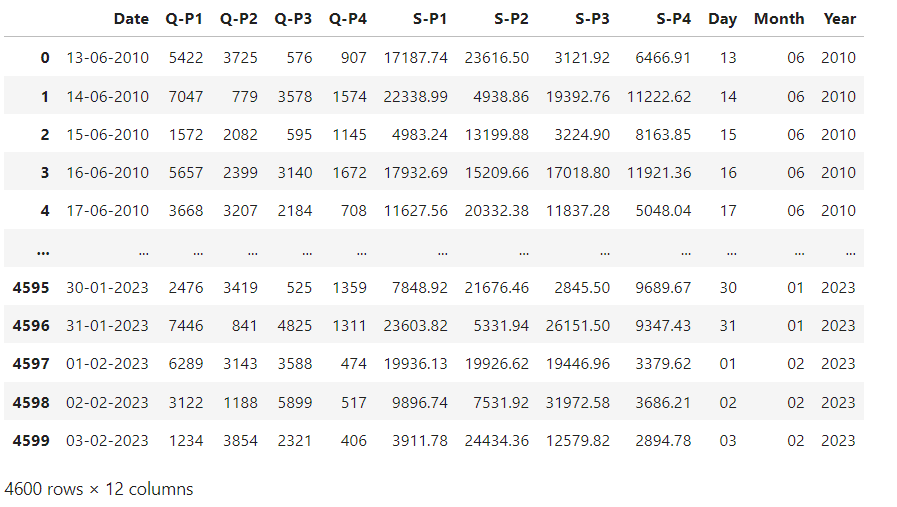 Date Q-P1 Q-P2 Q-P3 Q-P4 S-P1 S-P2 S-P3 S-P4 Day Month Year
0 13-06-2010 5422 3725 576 907 17187.74 23616.50 3121.92 6466.91 13 06 2010
1 14-06-2010 7047 779 3578 1574 22338.99 4938.86 19392.76 11222.62 14 06 2010
2 15-06-2010 1572 2082 595 1145 4983.24 13199.88 3224.90 8163.85 15 06 2010
3 16-06-2010 5657 2399 3140 1672 17932.69 15209.66 17018.80 11921.36 16 06 2010
4 17-06-2010 3668 3207 2184 708 11627.56 20332.38 11837.28 5048.04 17 06 2010
... ... ... ... ... ... ... ... ... ... ... ... ...
4595 30-01-2023 2476 3419 525 1359 7848.92 21676.46 2845.50 9689.67 30 01 2023
4596 31-01-2023 7446 841 4825 1311 23603.82 5331.94 26151.50 9347.43 31 01 2023
4597 01-02-2023 6289 3143 3588 474 19936.13 19926.62 19446.96 3379.62 01 02 2023
4598 02-02-2023 3122 1188 5899 517 9896.74 7531.92 31972.58 3686.21 02 02 2023
4599 03-02-2023 1234 3854 2321 406 3911.78 24434.36 12579.82 2894.78 03 02 2023
4600 rows × 12 columns